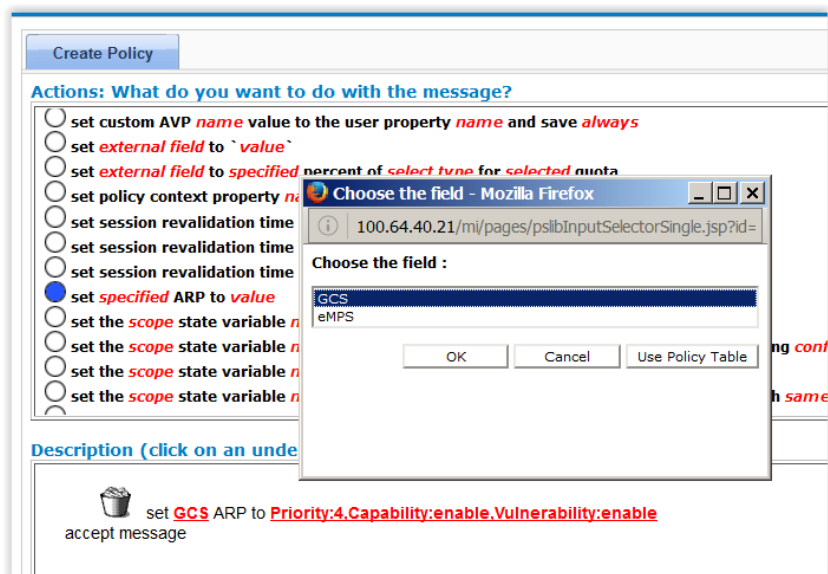 Create Policy
Actions: What do you want to do with the message?
set custom AVP name value to the user property name and save always
set external field to `value`
set external field to specified percent of select type for selected quota
set policy context property
set session revalidation time
set session revalidation time
set session revalidation time
set specified ARP to value
set the scope state variable
set the scope state variable
set the scope state variable
set the scope state variable
Choose the field - Mozilla Firefox
100.64.40.21/mi/pages/pslibInputSelectorSingle.jsp?id=
Choose the field :
GCS
eMPS
OK Cancel Use Policy Table
same
Description (click on an unde
set GCS ARP to Priority:4,Capability:enable,Vulnerability:enable
accept message